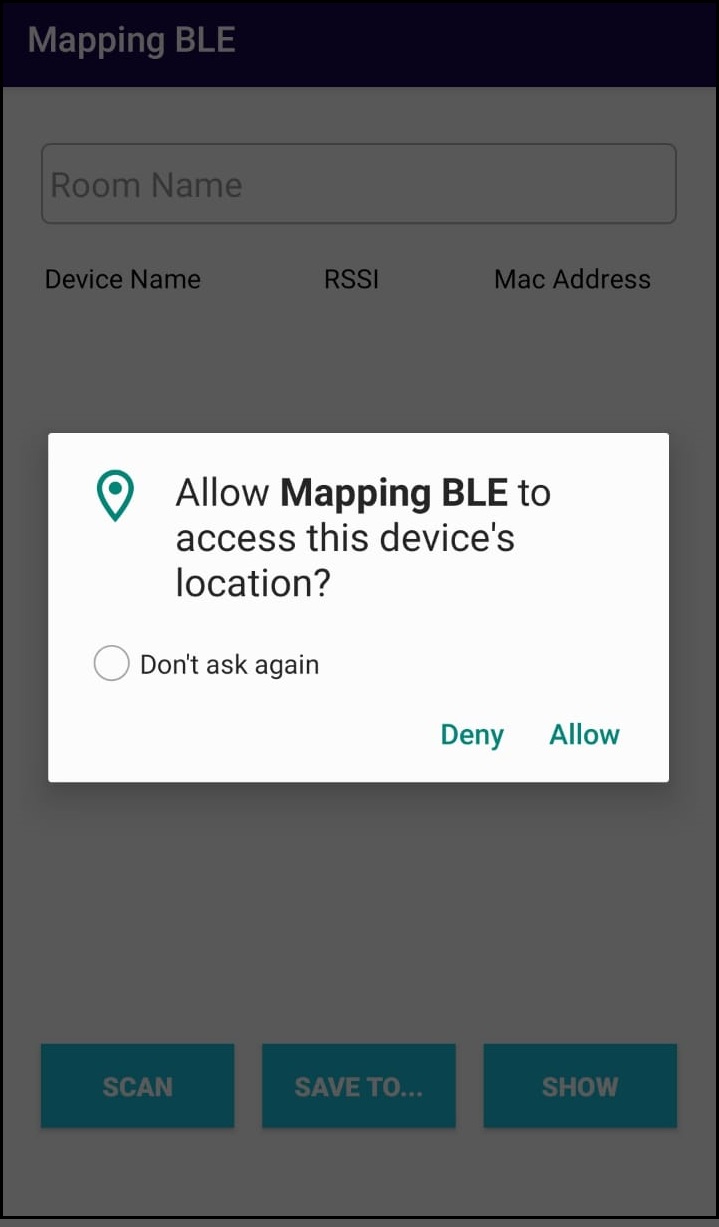 Mapping BLE
Room Name
Device Name RSSI Mac Address
Allow Mapping BLE to
access this device's
location?
Don't ask again
Deny Allow
SCAN SAVE TO... SHOW